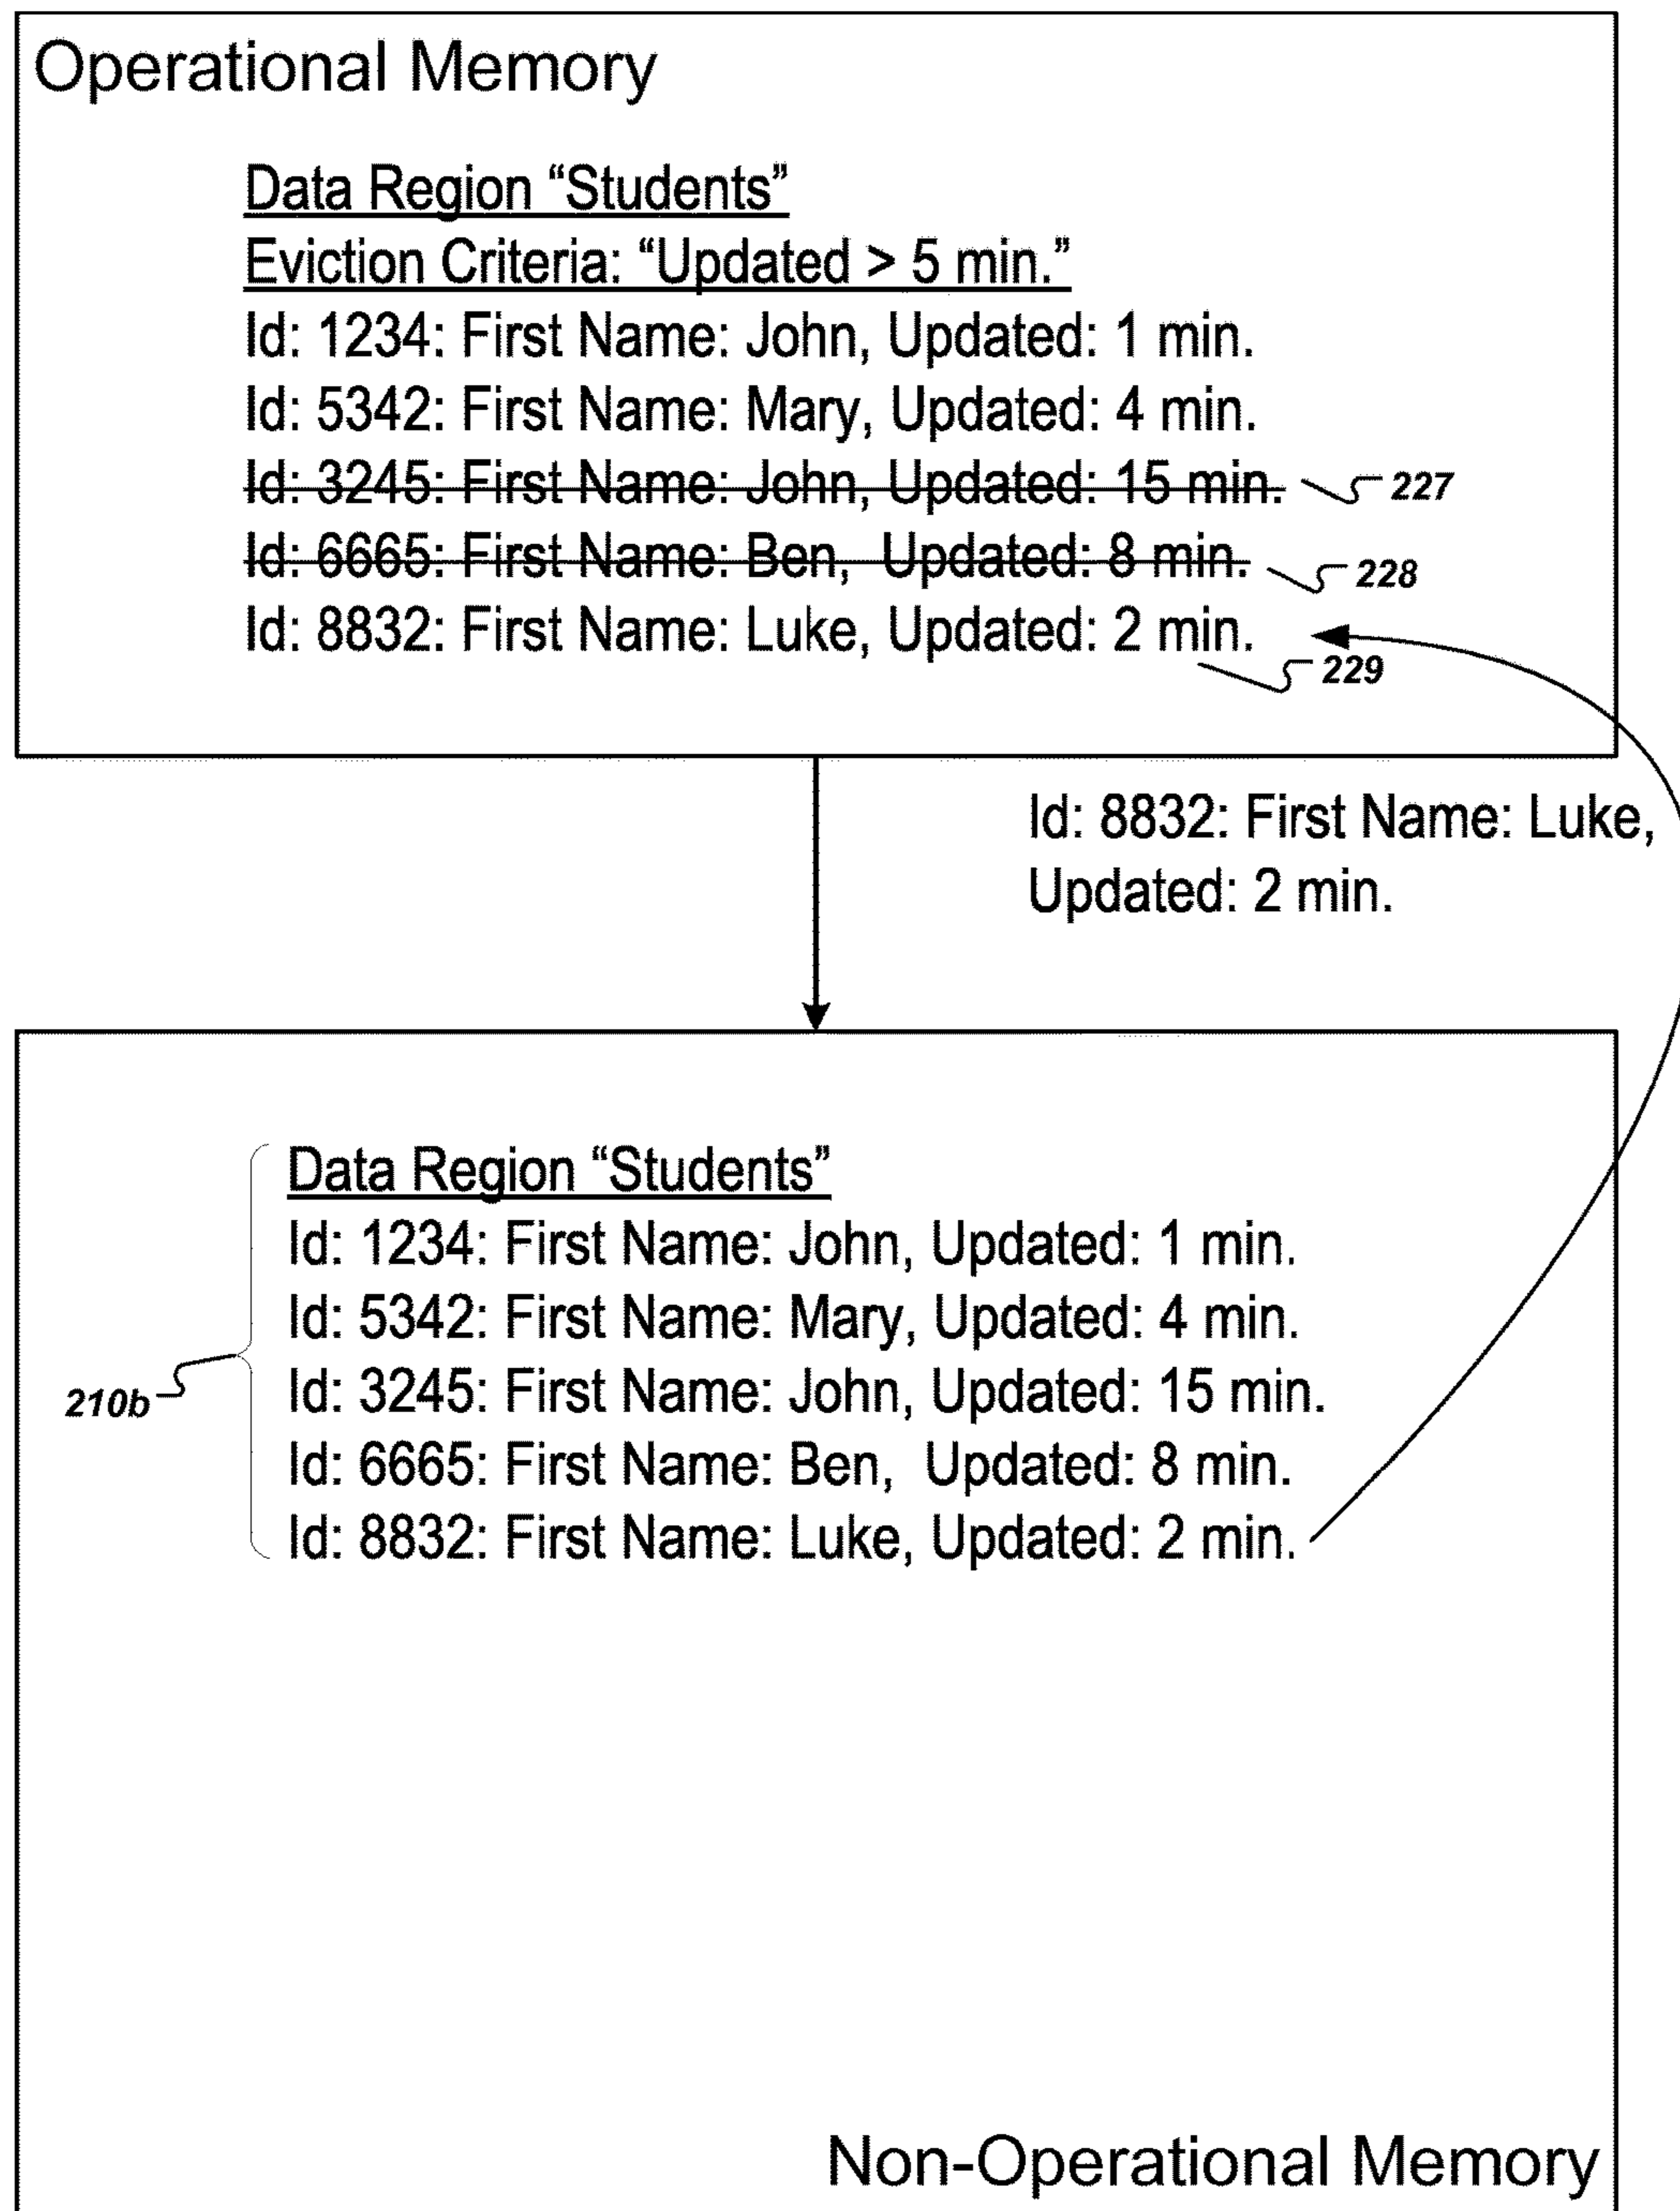 Operational Memory
Data Region “Students”
Eviction Criteria: “Updated > 5 min.”
Id: 1234: First Name: John, Updated: 1 min.
Id: 5342: First Name: Mary, Updated: 4 min.
Id: 3245: First Name: John, Updated: 15 min.
227
Id: 6665: First Name: Ben, Updated: 8 min.
228
Id: 8832: First Name: Luke, Updated: 2 min.
229
Id: 8832: First Name: Luke,
Updated: 2 min.
Data Region “Students”
Id: 1234: First Name: John, Updated: 1 min.
Id: 5342: First Name: Mary, Updated: 4 min.
Id: 3245: First Name: John, Updated: 15 min.
210b
Id: 6665: First Name: Ben, Updated: 8 min.
Id: 8832: First Name: Luke, Updated: 2 min.
Non-Operational Memory